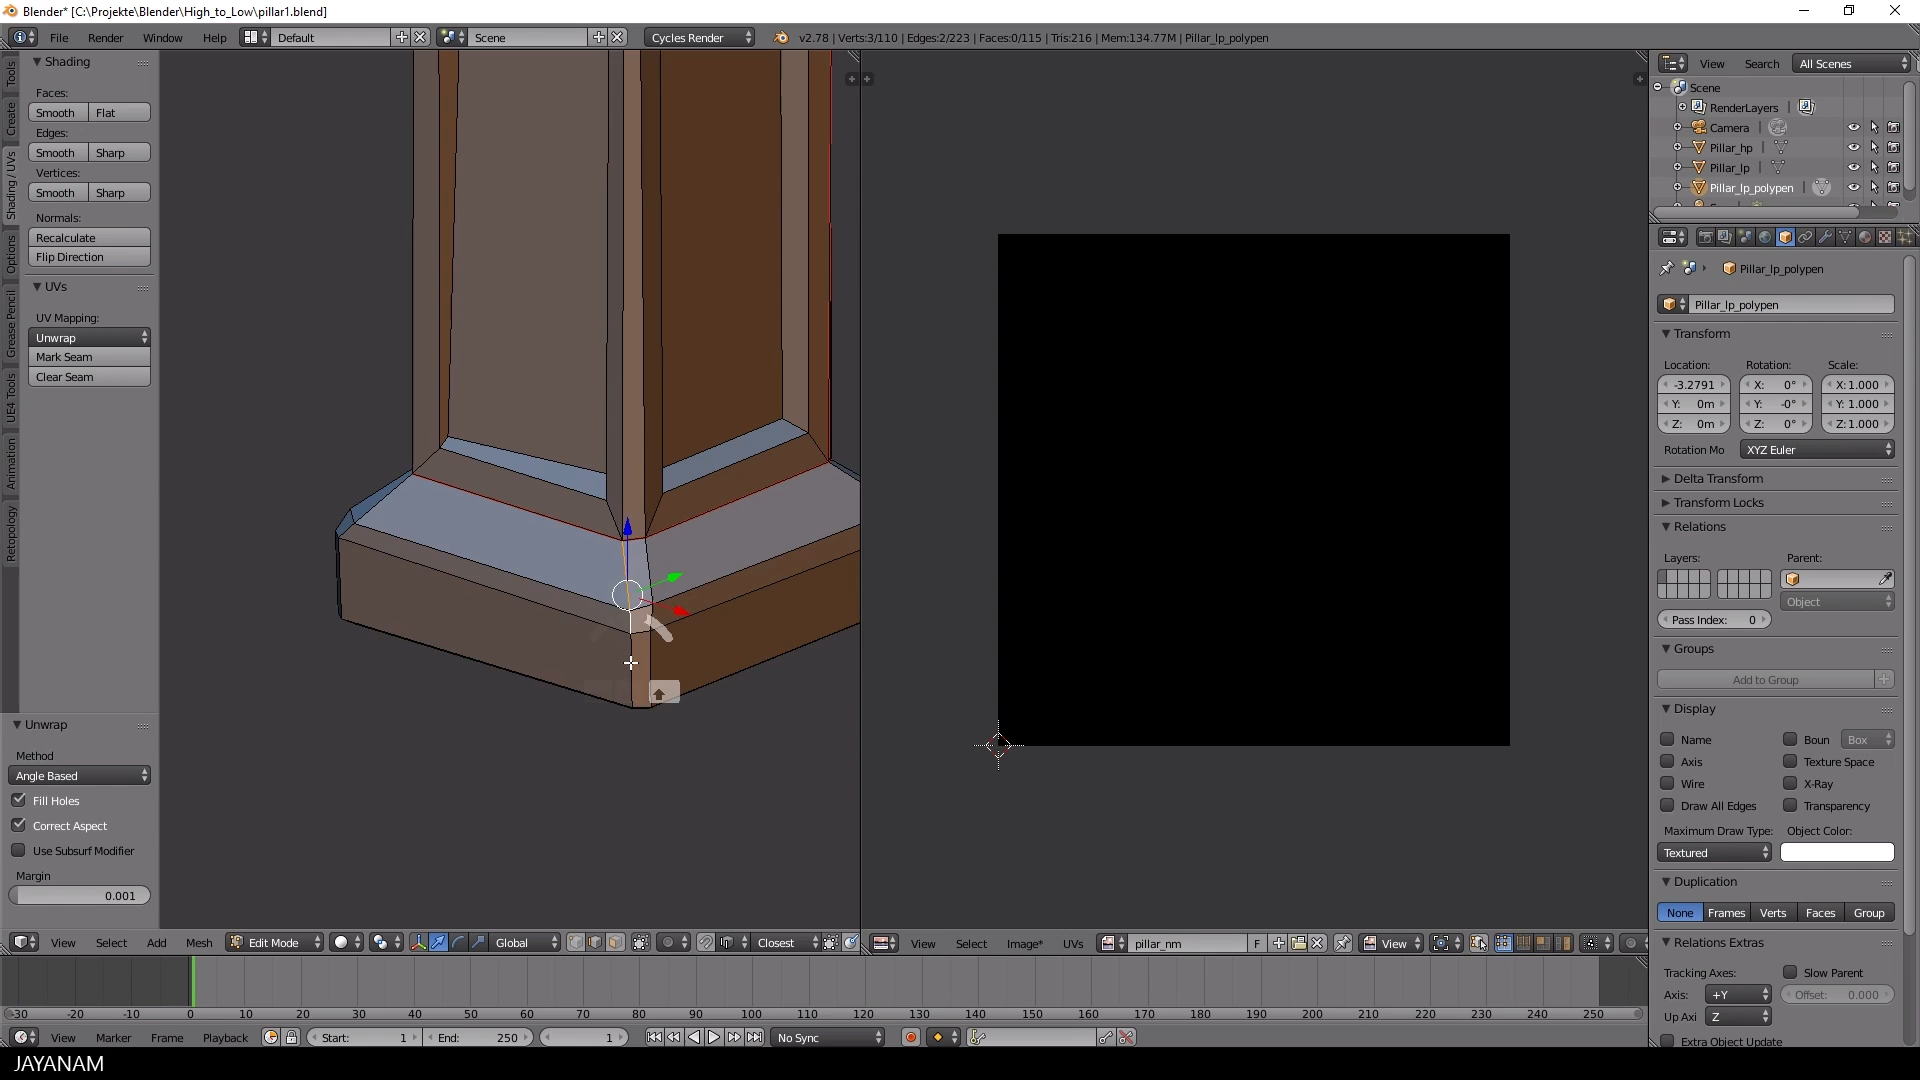 Blender* [C:\Projekte\Blender\High_to_Low\pillar1.blend]
File Render Window Help Default Scene Cycles Render v2.78 | Verts:3/110 | Edges:2/223 | Faces:0/115 | Tris:216 | Mem:134.77M | Pillar_lp_polypen
Tools
Create
Shading / UVs
Options
Grease Pencil
UE4 Tools
Animation
Retopology
Shading
Faces:
Smooth Flat
Edges:
Smooth Sharp
Vertices:
Smooth Sharp
Normals:
Recalculate
Flip Direction
UVs
UV Mapping:
Unwrap
Mark Seam
Clear Seam
Unwrap
Method
Angle Based
Fill Holes
Correct Aspect
Use Subsurf Modifier
Margin
0.001
View Select Add Mesh Edit Mode Global Closest
View Select Image* UVs pillar_nm F View
View Search All Scenes
Scene
RenderLayers
Camera
Pillar_hp
Pillar_lp
Pillar_lp_polypen
Pillar_lp_polypen
Pillar_lp_polypen
Transform
Location: Rotation: Scale:
-3.2791 X: 0° X: 1.000
Y: 0m Y: -0° Y: 1.000
Z: 0m Z: 0° Z: 1.000
Rotation Mo XYZ Euler
Delta Transform
Transform Locks
Relations
Layers: Parent:
Object
Pass Index: 0
Groups
Add to Group
Display
Name Boun Box
Axis Texture Space
Wire X-Ray
Draw All Edges Transparency
Maximum Draw Type: Object Color:
Textured
Duplication
None Frames Verts Faces Group
Relations Extras
Tracking Axes: Slow Parent
Axis: +Y Offset: 0.000
Up Axi Z
Extra Object Update
-30 -20 -10 0 10 20 30 40 50 60 70 80 90 100 110 120 130 140 150 160 170 180 190 200 210 220 230 240 250
View Marker Frame Playback Start: 1 End: 250 1 No Sync
JAYANAM